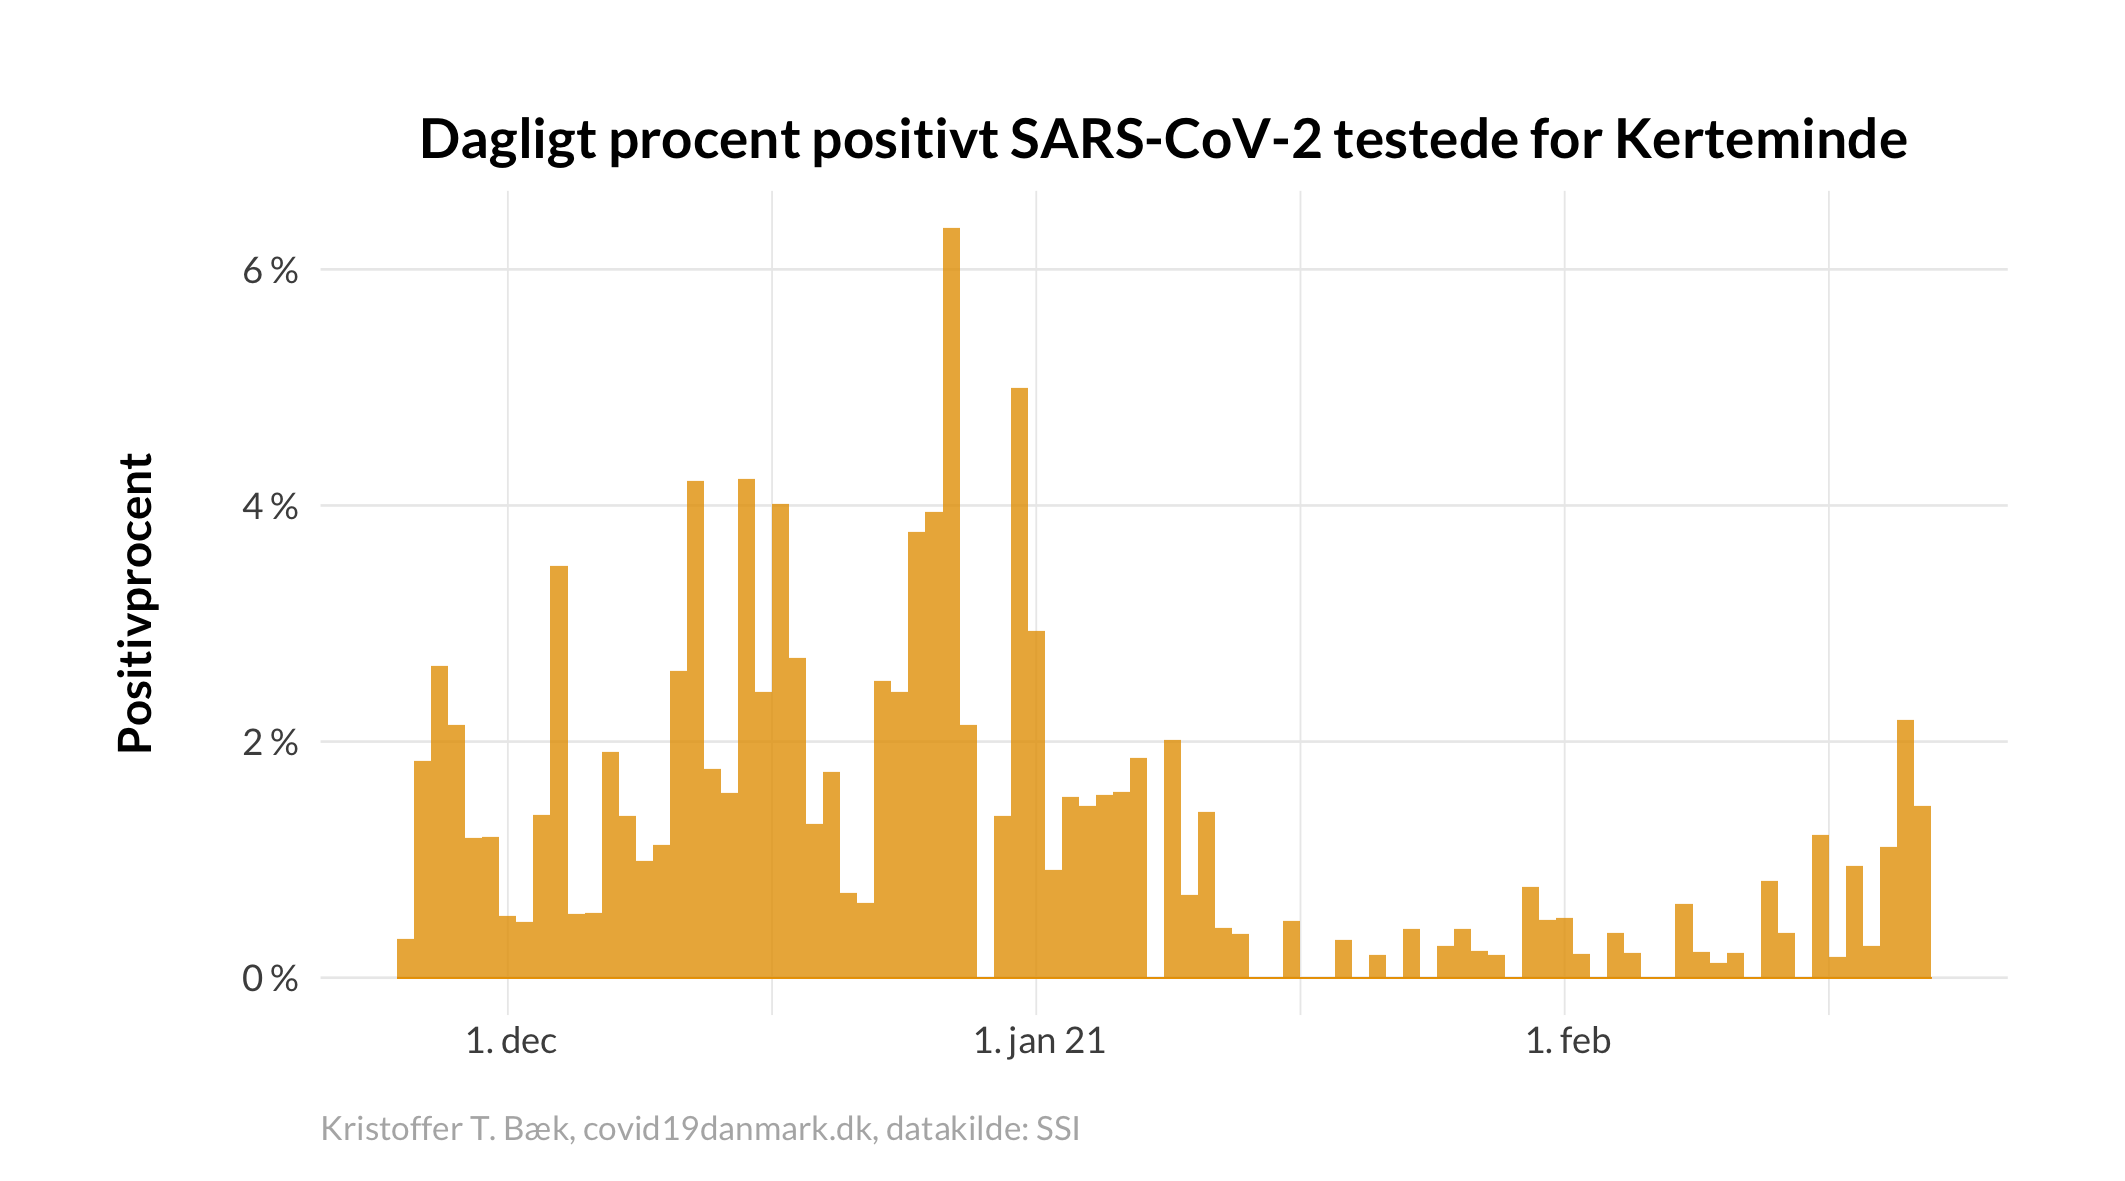 Dagligt procent positivt SARS-CoV-2 testede for Kerteminde
Positivprocent
6 %
4 %
2 %
0 %
1. dec
1. jan 21
1. feb
Kristoffer T. Bæk, covid19danmark.dk, datakilde: SSI